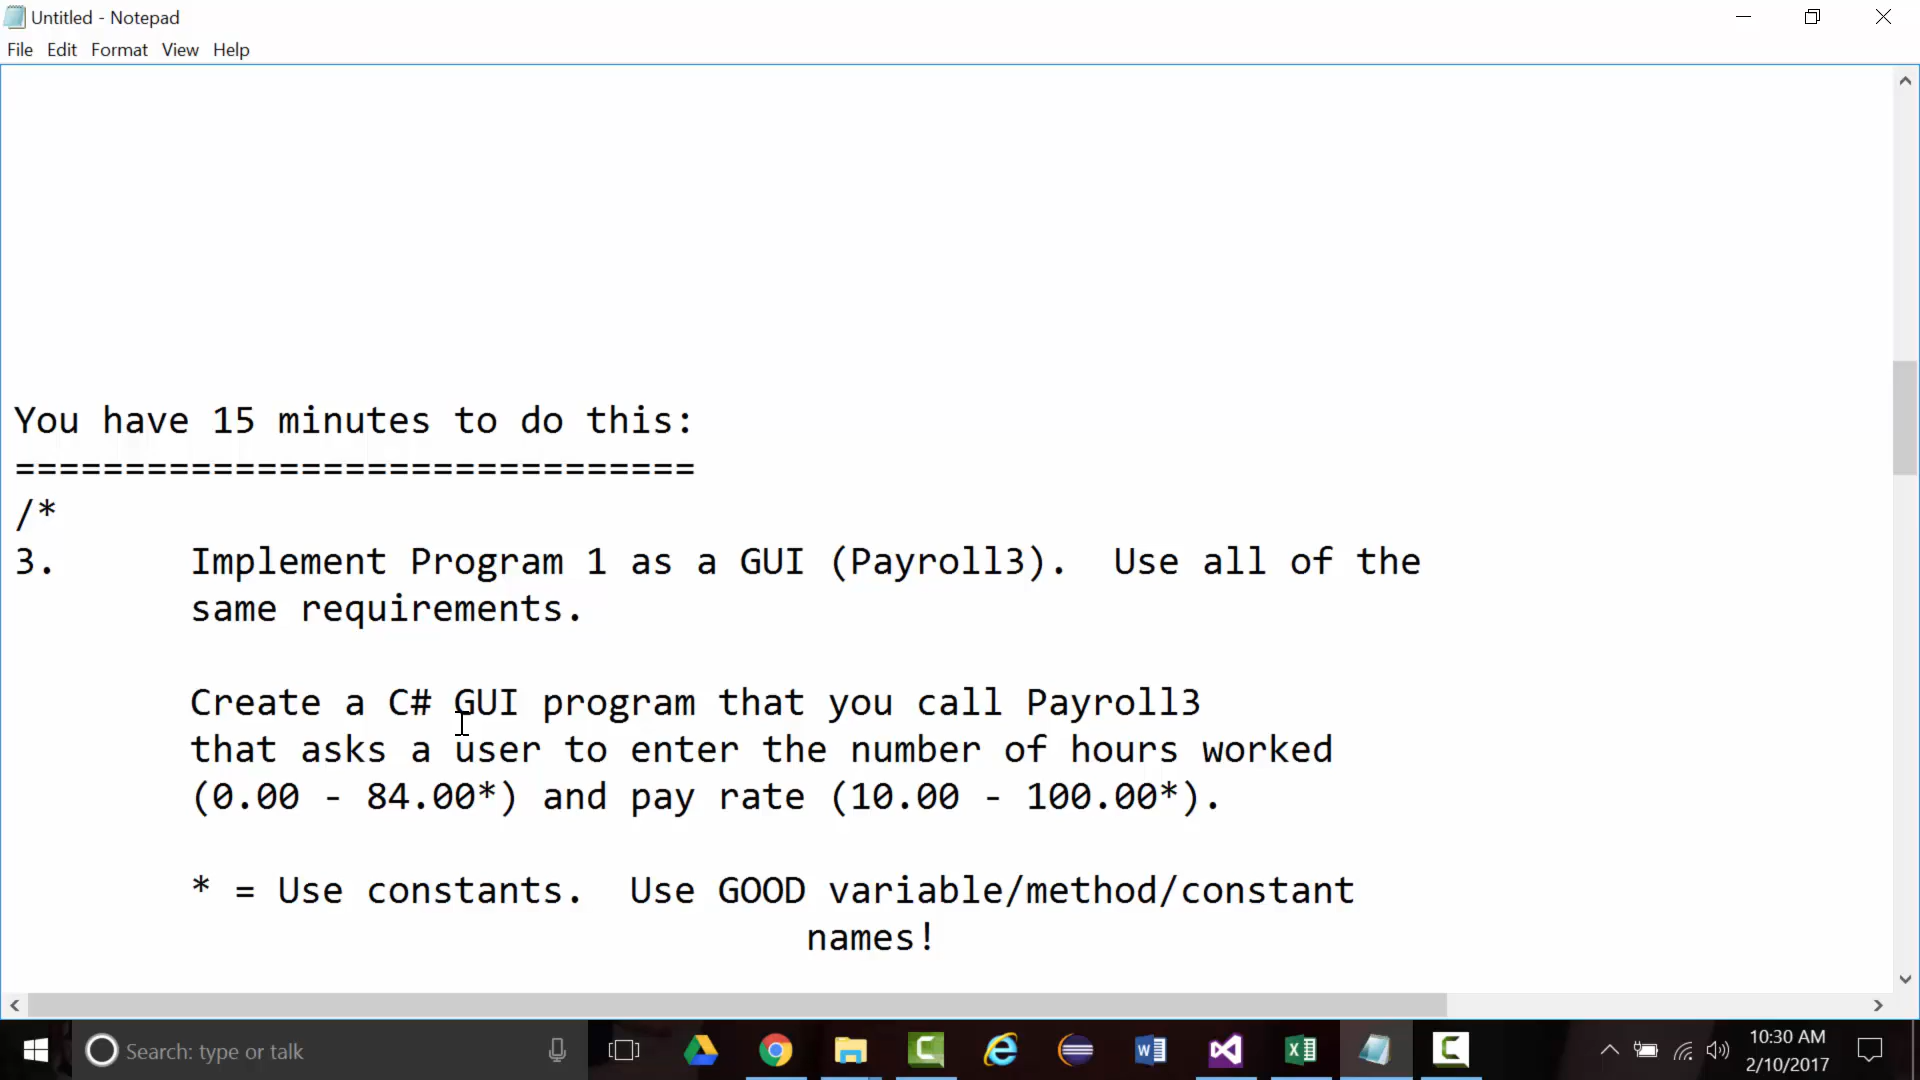 Untitled - Notepad
File Edit Format View Help
You have 15 minutes to do this:
===============================
/*
3. Implement Program 1 as a GUI (Payroll3). Use all of the
same requirements.
Create a C# GUI program that you call Payroll3
that asks a user to enter the number of hours worked
(0.00 - 84.00*) and pay rate (10.00 - 100.00*).
* = Use constants. Use GOOD variable/method/constant
names!
Search: type or talk
10:30 AM
2/10/2017